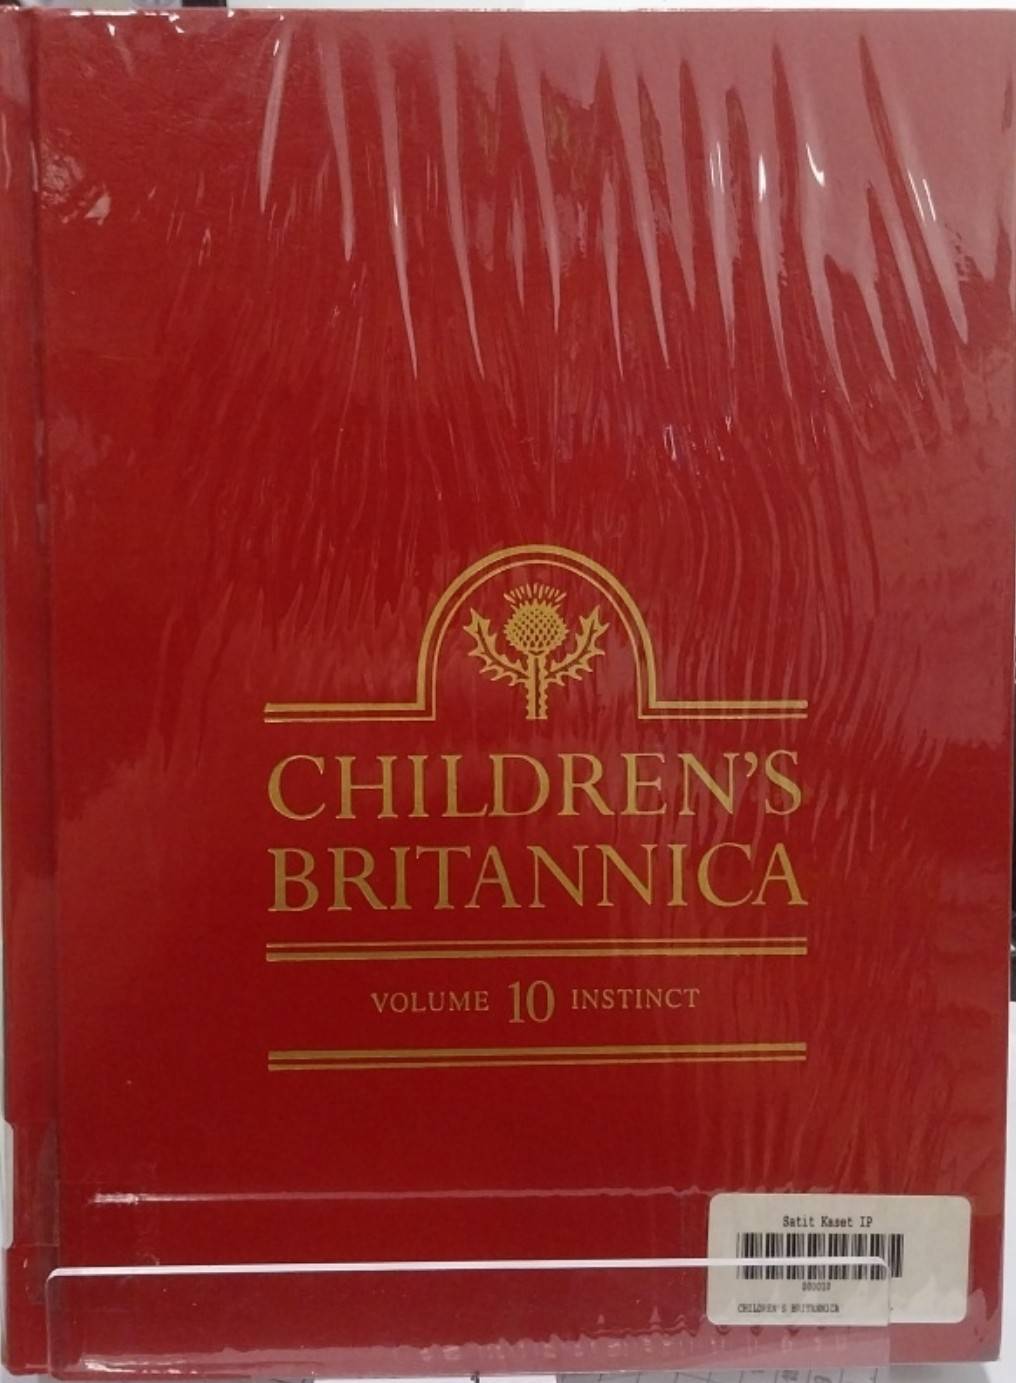 CHILDREN'S
BRITANNICA
VOLUME 10 INSTINCT
Satit Kaset IP
CHILDREN'S BRITANNICA